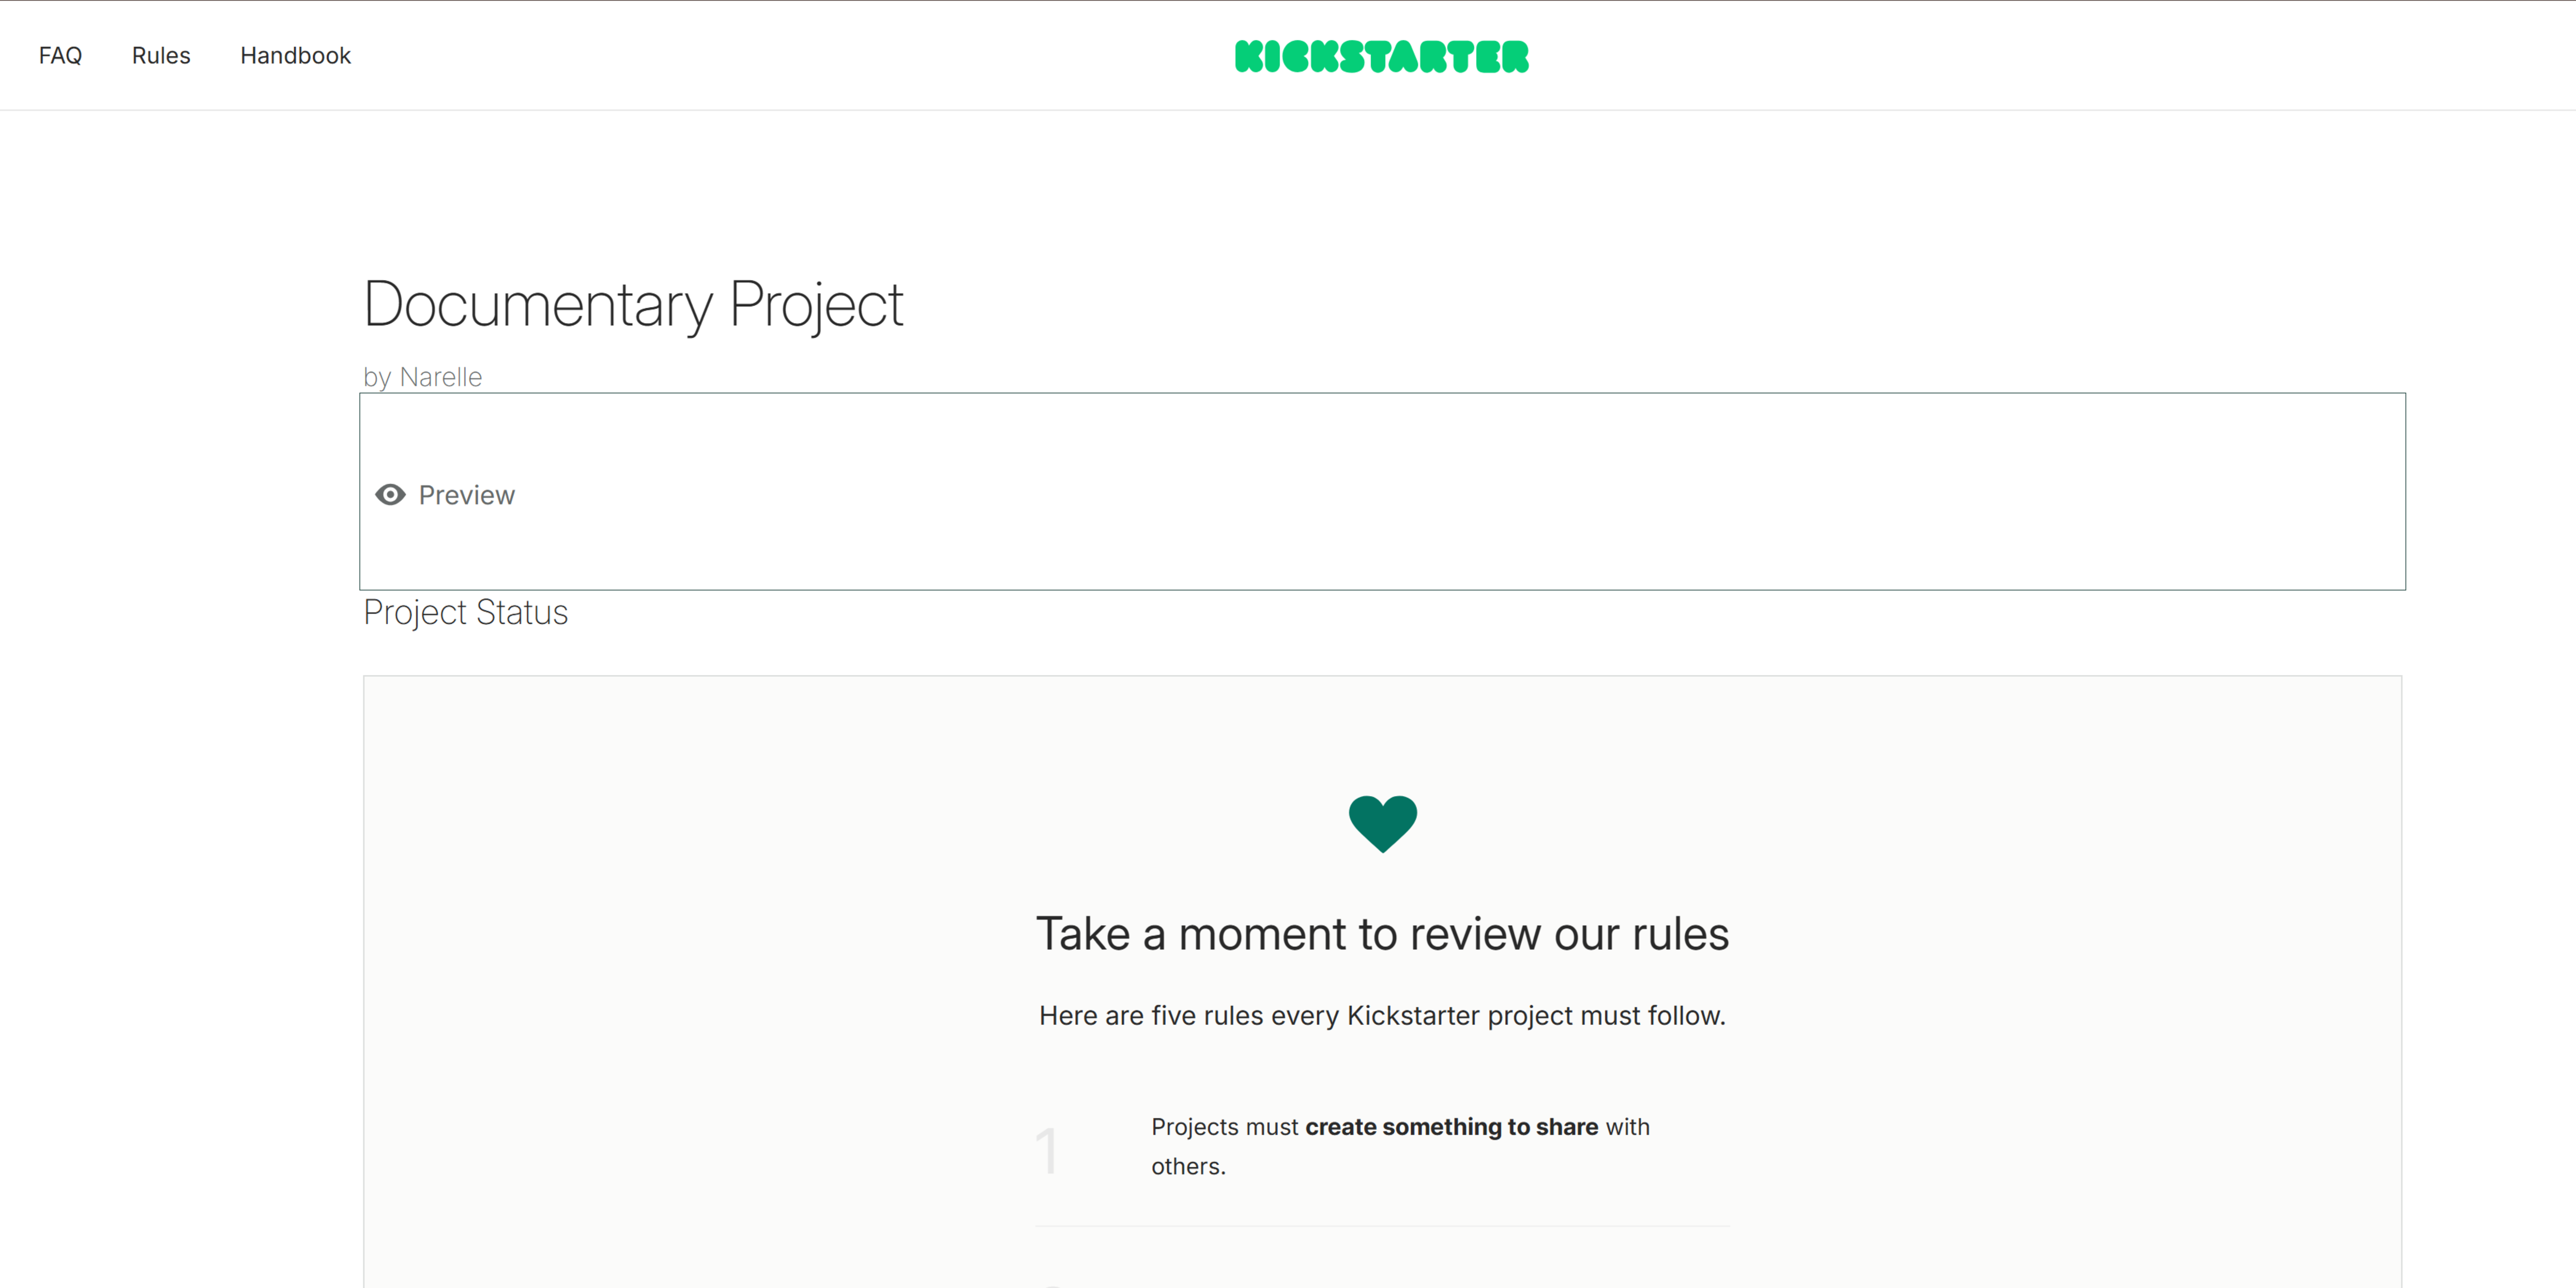 FAQ Rules Handbook KICKSTARTER
Documentary Project
by Narelle
Preview
Project Status
Take a moment to review our rules
Here are five rules every Kickstarter project must follow.
1 Projects must create something to share with
others.